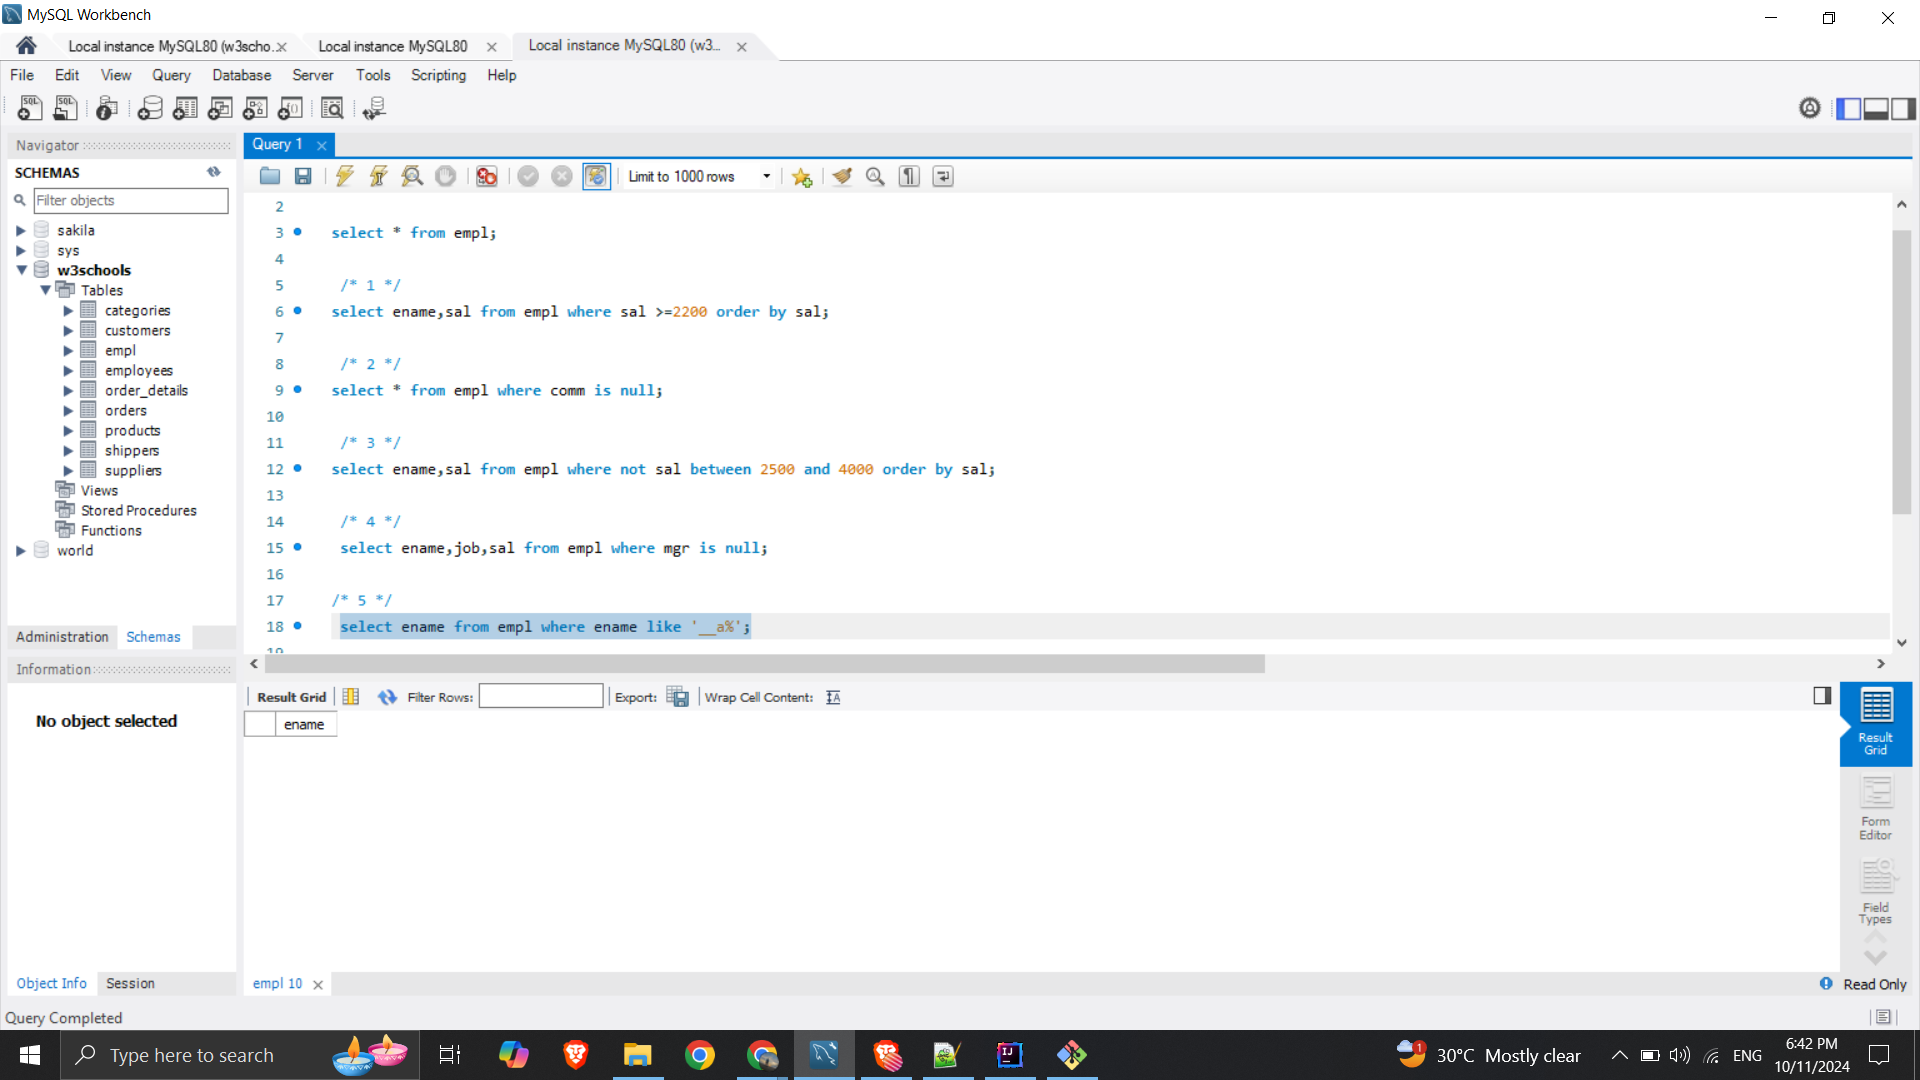 MySQL Workbench
Local instance MySQL80 (w3scho...
Local instance MySQL80
Local instance MySQL80 (w3...
File Edit View Query Database Server Tools Scripting Help
Navigator
SCHEMAS
Filter objects
sakila
sys
w3schools
Tables
categories
customers
empl
employees
order_details
orders
products
shippers
suppliers
Views
Stored Procedures
Functions
world
Administration Schemas
Information
No object selected
Object Info Session
Query 1
Limit to 1000 rows
2
3 select * from empl;
4
5 /* 1 */
6 select ename,sal from empl where sal >=2200 order by sal;
7
8 /* 2 */
9 select * from empl where comm is null;
10
11 /* 3 */
12 select ename,sal from empl where not sal between 2500 and 4000 order by sal;
13
14 /* 4 */
15 select ename,job,sal from empl where mgr is null;
16
17 /* 5 */
18 select ename from empl where ename like '__a%';
19
Result Grid Filter Rows: Export: Wrap Cell Content:
ename
Result Grid
Form Editor
Field Types
empl 10
Read Only
Query Completed
Type here to search
30°C Mostly clear
ENG
6:42 PM
10/11/2024